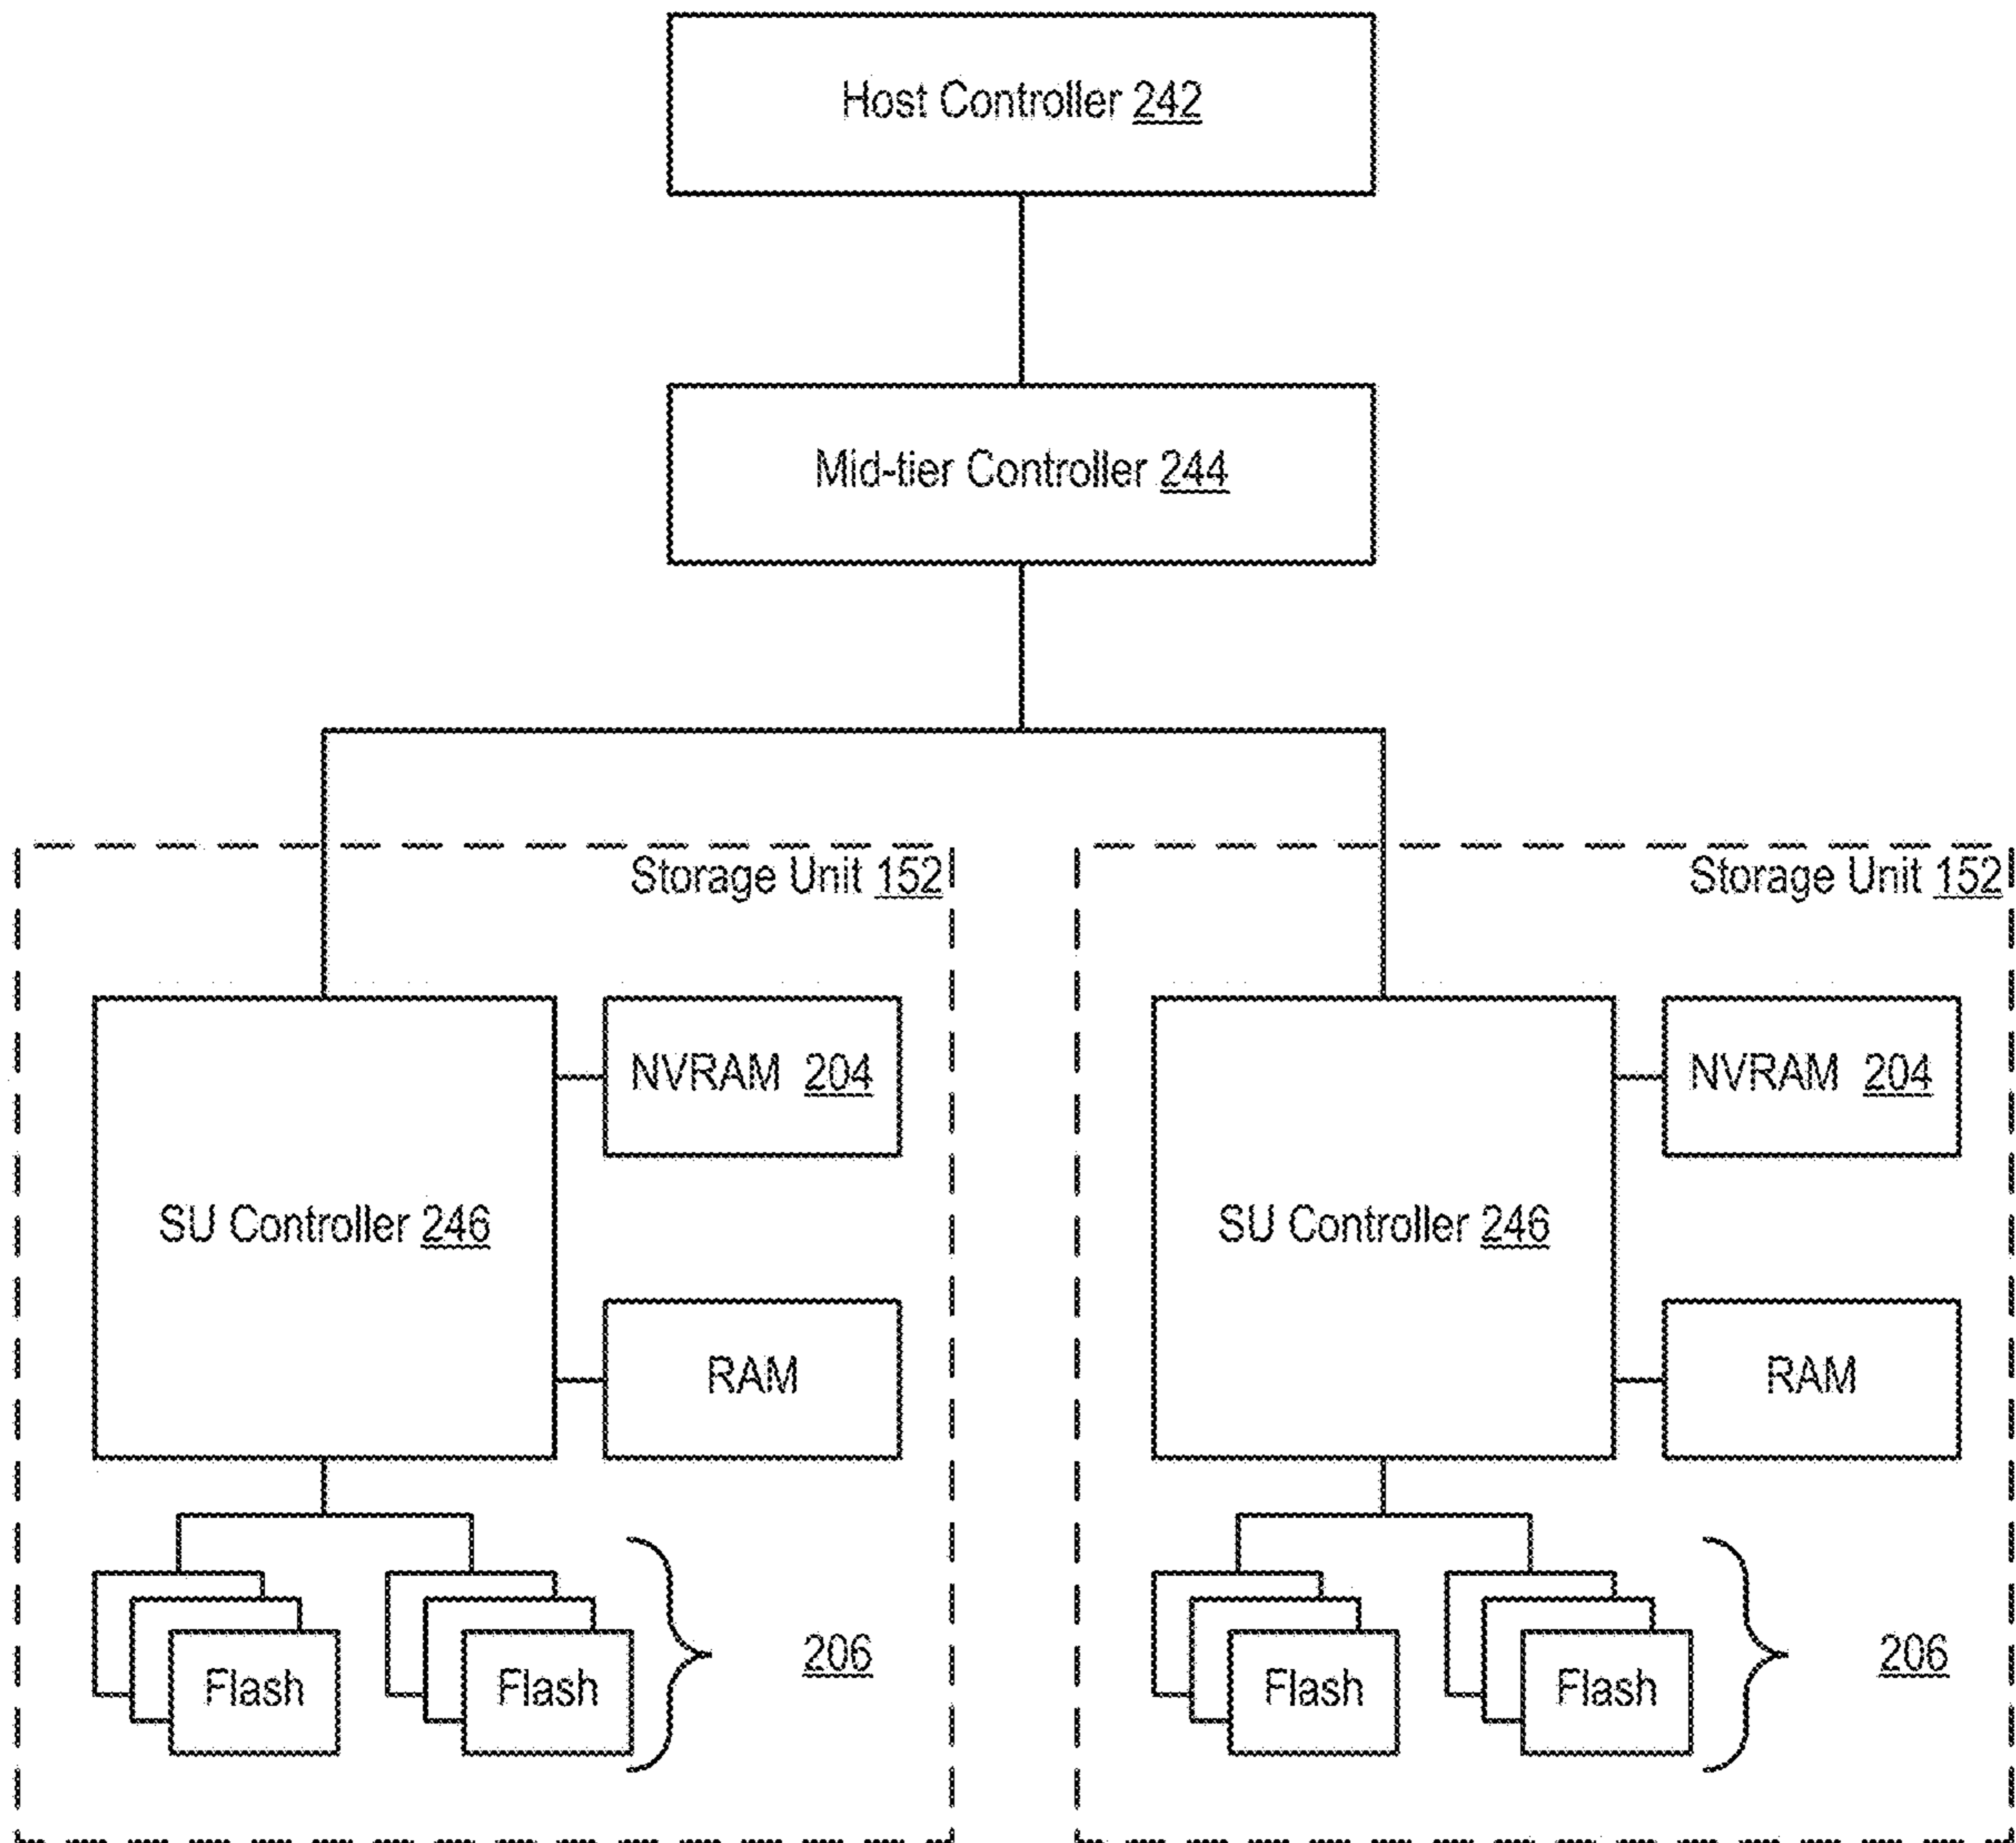 Host Controller 242
Mid-tier Controller 244
Storage Unit 152
Storage Unit 152
NVRAM 204
NVRAM 204
SU Controller 246
SU Controller 246
RAM
RAM
206
206
Flash
Flash
Flash
Flash